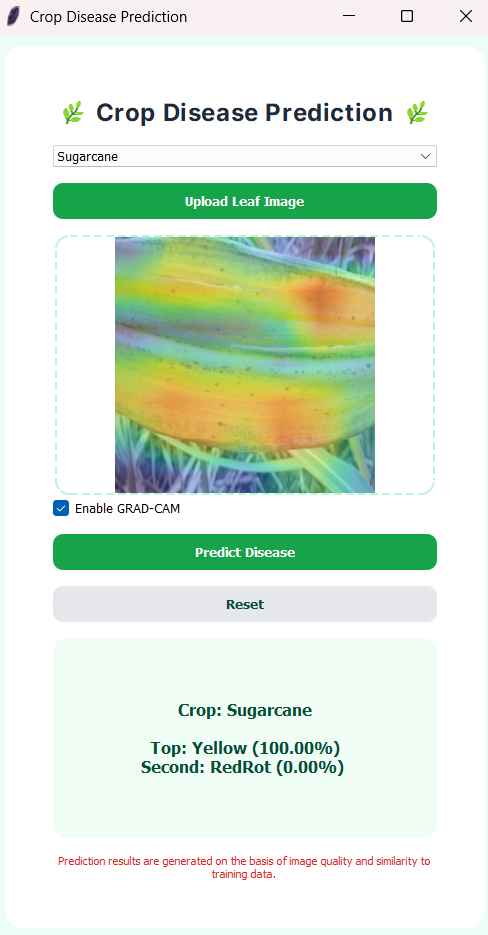 Crop Disease Prediction
Crop Disease Prediction
Sugarcane
Upload Leaf Image
Enable GRAD-CAM
Predict Disease
Reset
Crop: Sugarcane
Top: Yellow (100.00%)
Second: RedRot (0.00%)
Prediction results are generated on the basis of image quality and similarity to
training data.